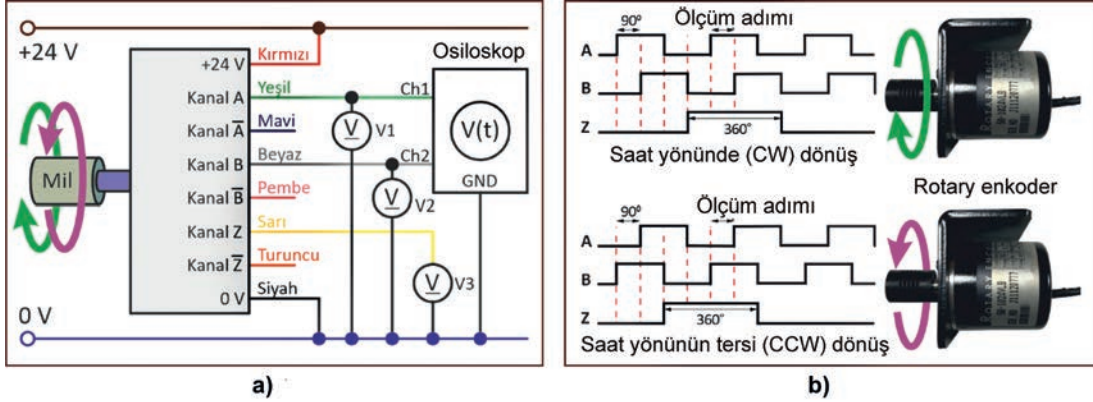 +24 V
0 V
Mil
+24 V
Kanal A
Kanal A̅
Kanal B
Kanal B̅
Kanal Z
Kanal Z̅
0 V
Kırmızı
Yeşil
Mavi
Beyaz
Pembe
Sarı
Turuncu
Siyah
V
V1
V
V2
V
V3
Osiloskop
Ch1
V(t)
Ch2
GND
a)
90°
Ölçüm adımı
A
B
Z
360°
Saat yönünde (CW) dönüş
Rotary enkoder
90°
Ölçüm adımı
A
B
Z
360°
Saat yönünün tersi (CCW) dönüş
b)